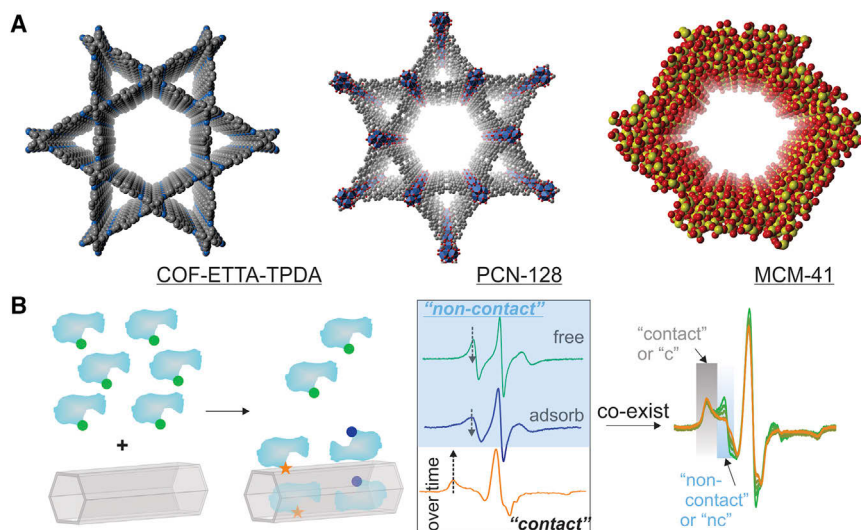 A
COF-ETTA-TPDA
PCN-128
MCM-41
B
+
"non-contact"
free
adsorb
over time
"contact"
co-exist
"contact"
or "c"
"non-
contact"
or "nc"